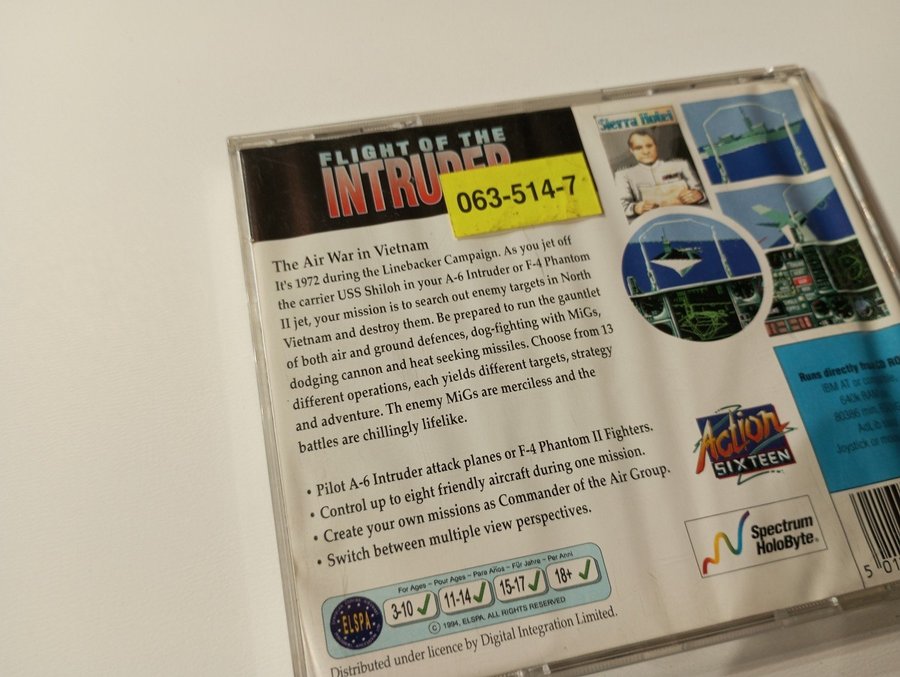 FLIGHT OF THE
INTRUDER
063-514-7
Sierra Hotel
The Air War in Vietnam
It's 1972 during the Linebacker Campaign. As you jet off
the carrier USS Shiloh in your A-6 Intruder or F-4 Phantom
II jet, your mission is to search out enemy targets in North
Vietnam and destroy them. Be prepared to run the gauntlet
of both air and ground defences, dog-fighting with MiGs,
dodging cannon and heat seeking missiles. Choose from 13
different operations, each yields different targets, strategy
and adventure. Th enemy MiGs are merciless and the
battles are chillingly lifelike.
• Pilot A-6 Intruder attack planes or F-4 Phantom II Fighters.
• Control up to eight friendly aircraft during one mission.
• Create your own missions as Commander of the Air Group.
• Switch between multiple view perspectives.
For Ages – Pour Ages – Para Años – Für Jahre – Per Anni
ELSPA
3-10 ✓ 11-14 ✓ 15-17 ✓ 18+ ✓
© 1994, ELSPA. ALL RIGHTS RESERVED
Distributed under licence by Digital Integration Limited.
Runs directly from CD RO
IBM AT or
640k RAM
80386 min,
AdLib
Joystick or
Action
SIXTEEN
Spectrum
HoloByte®
5 01